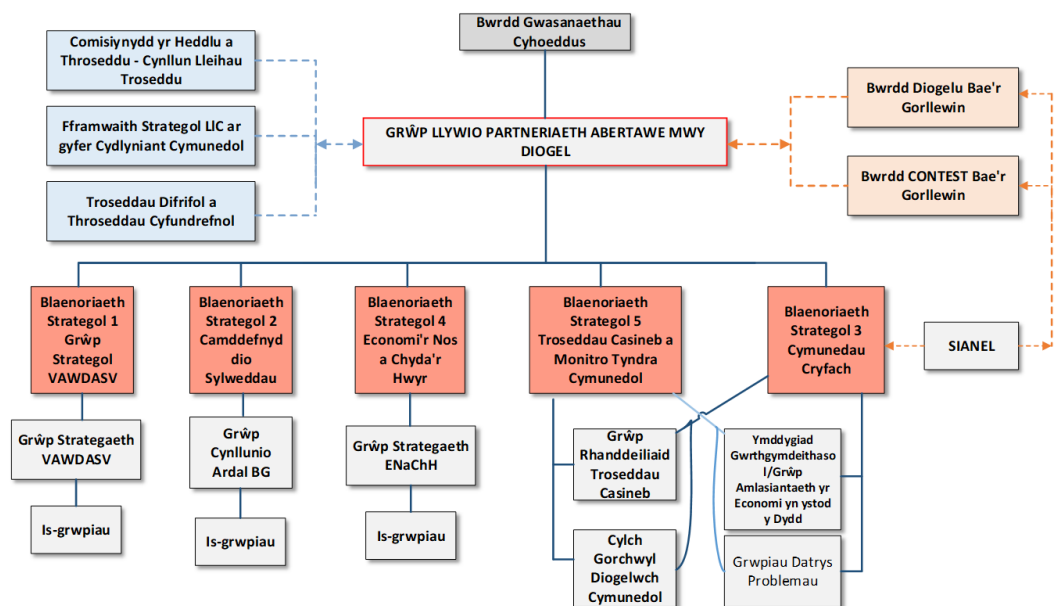 Bwrdd Gwasanaethau
Cyhoeddus
Comisiynydd yr Heddlu a
Throseddu - Cynllun Lleihau
Troseddu
Fframwaith Strategol LlC ar
gyfer Cydlyniant Cymunedol
Troseddau Difrifol a
Throseddau Cyfundrefnol
GRŴP LLYWIO PARTNERIAETH ABERTAWE MWY
DIOGEL
Bwrdd Diogelu Bae'r
Gorllewin
Bwrdd CONTEST Bae'r
Gorllewin
Blaenoriaeth
Strategol 1
Grŵp
Strategol
VAWDASV
Blaenoriaeth
Strategol 2
Camddefnyd
dio
Sylweddau
Blaenoriaeth
Strategol 4
Economi'r Nos
a Chyda'r
Hwyr
Blaenoriaeth
Strategol 5
Troseddau Casineb a
Monitro Tyndra
Cymunedol
Blaenoriaeth
Strategol 3
Cymunedau
Cryfach
SIANEL
Grŵp Strategaeth
VAWDASV
Grŵp
Cynllunio
Ardal BG
Grŵp Strategaeth
ENaChH
Grŵp
Rhanddeiliaid
Troseddau
Casineb
Ymddygiad
Gwrthgymdeithaso
l/Grŵp
Amlasiantaeth yr
Economi yn ystod
y Dydd
Is-grwpiau
Is-grwpiau
Is-grwpiau
Cylch
Gorchwyl
Diogelwch
Cymunedol
Grwpiau Datrys
Problemau